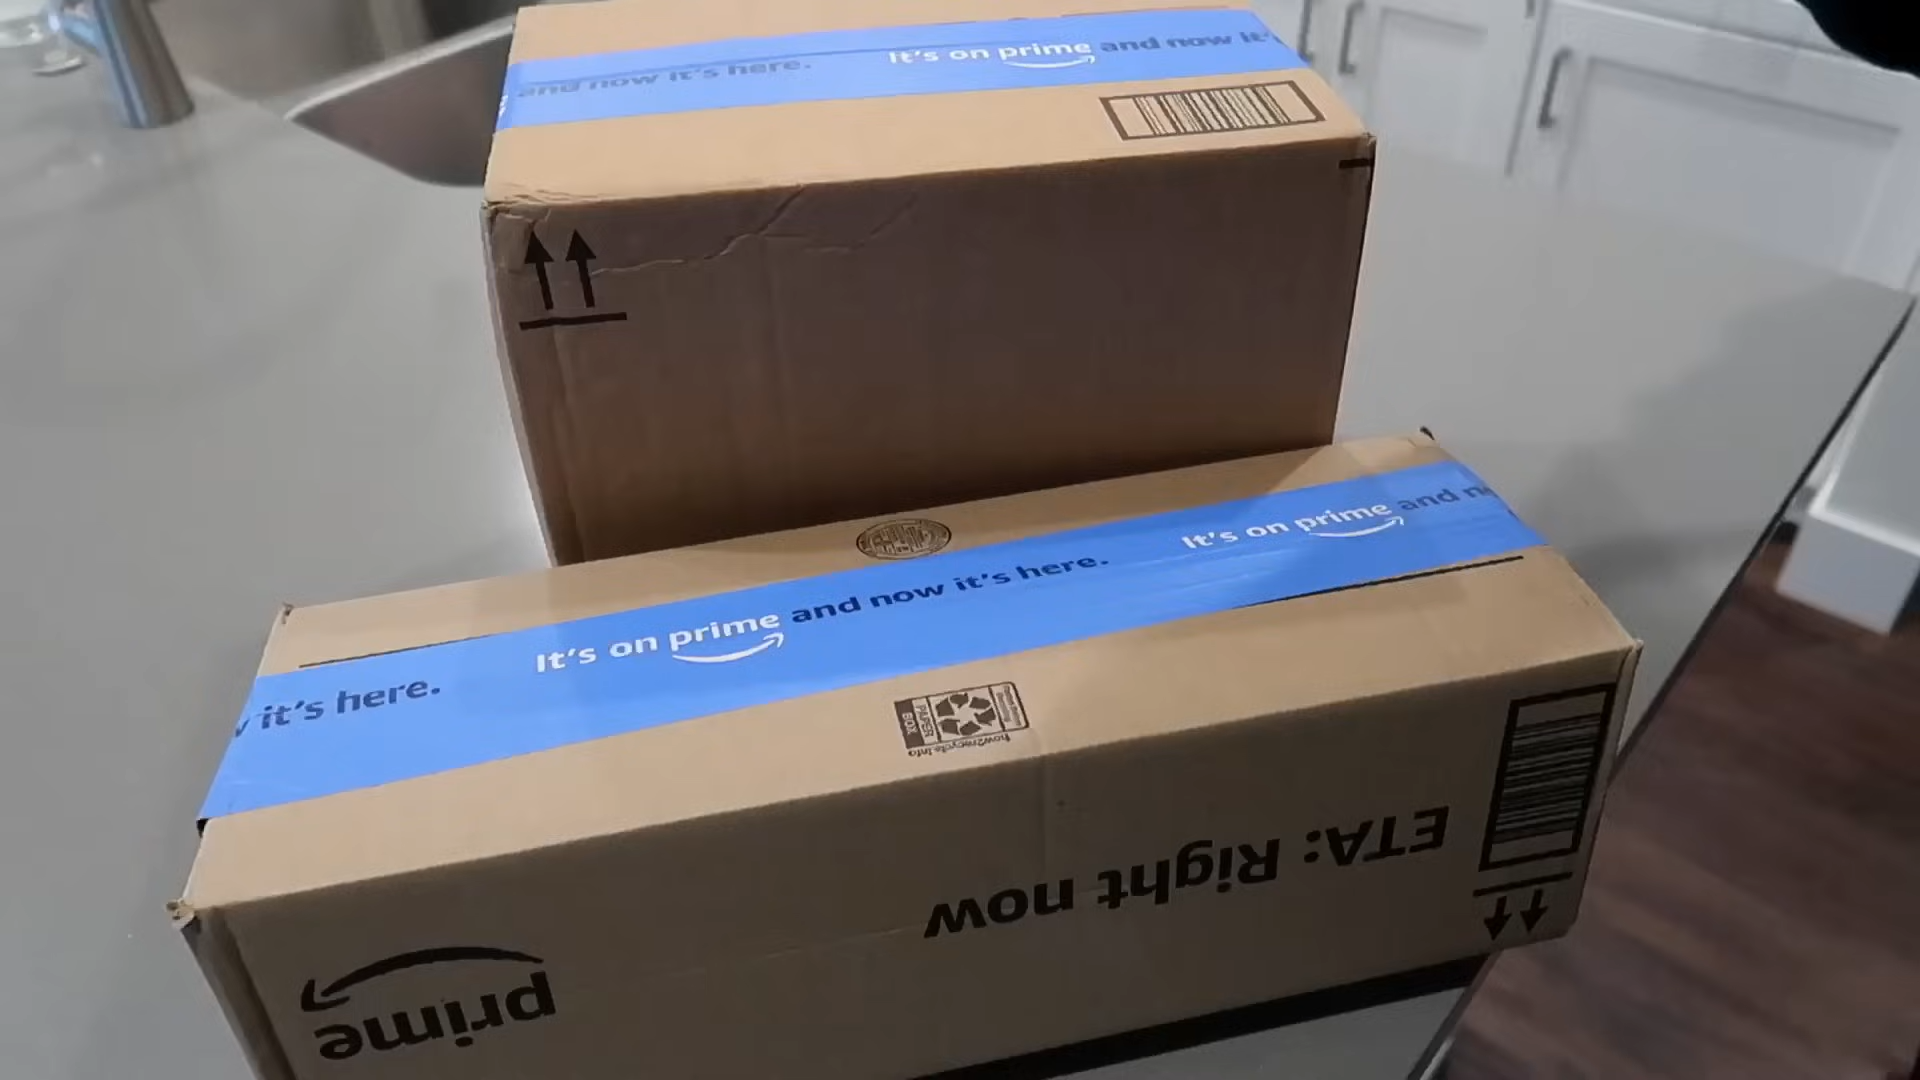 and now it's here. It's on prime and now it'
It's on prime and n
It's on prime and now it's here.
it's here.
BOX
PAPER
how2recycle.info
ETA: Right now
prime